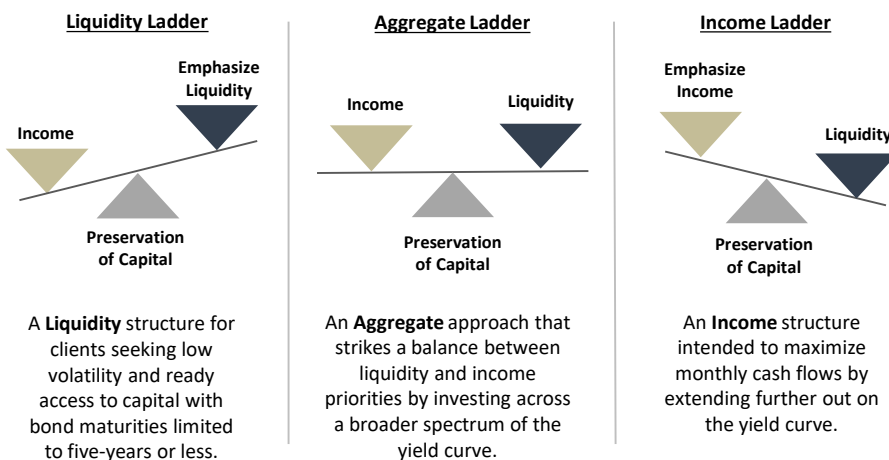 Liquidity Ladder
Emphasize
Liquidity
Income
Preservation
of Capital
A Liquidity structure for
clients seeking low
volatility and ready
access to capital with
bond maturities limited
to five-years or less.
Aggregate Ladder
Income
Liquidity
Preservation
of Capital
An Aggregate approach that
strikes a balance between
liquidity and income
priorities by investing across
a broader spectrum of the
yield curve.
Income Ladder
Emphasize
Income
Liquidity
Preservation
of Capital
An Income structure
intended to maximize
monthly cash flows by
extending further out on
the yield curve.